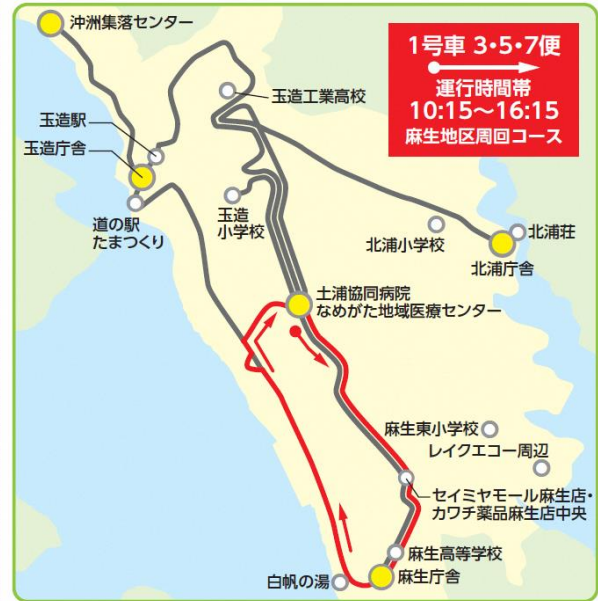 沖洲集落センター
1号車 3・5・7便
運行時間帯
10:15〜16:15
麻生地区周回コース
玉造工業高校
玉造駅
玉造庁舎
道の駅
たまつくり
玉造
小学校
北浦小学校
北浦荘
北浦庁舎
土浦協同病院
なめがた地域医療センター
麻生東小学校
レイクエコー周辺
セイミヤモール麻生店・
カワチ薬品麻生店中央
麻生高等学校
白帆の湯
麻生庁舎